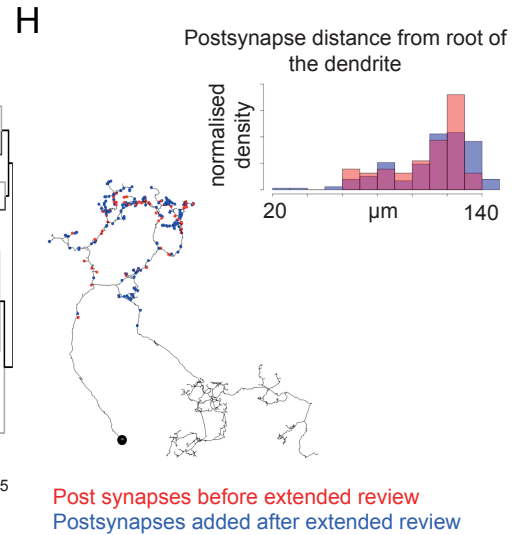 H
Postsynapse distance from root of
the dendrite
normalised
density
20 µm 140
5
Post synapses before extended review
Postsynapses added after extended review